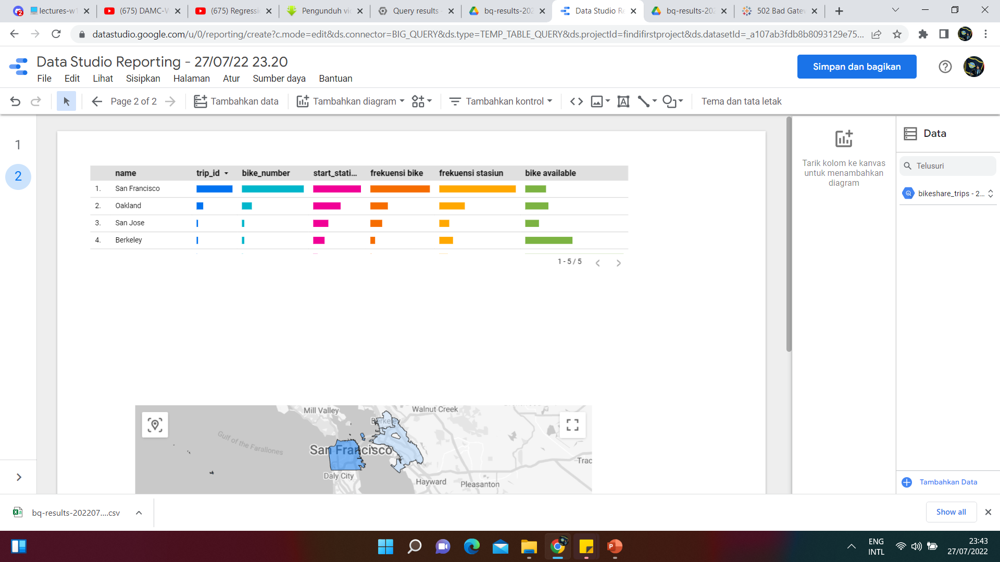 lectures-w1
(675) DAMC-W
(675) Regressi
Pengunduh vid
Query results -
bq-results-202
Data Studio Re
bq-results-202
502 Bad Gatew
datastudio.google.com/u/0/reporting/create?c.mode=edit&ds.connector=BIG_QUERY&ds.type=TEMP_TABLE_QUERY&ds.projectId=findifirstproject&ds.datasetId=_a107ab3fdb8b8093129e75...
Data Studio Reporting - 27/07/22 23.20
File Edit Lihat Sisipkan Halaman Atur Sumber daya Bantuan
Simpan dan bagikan
Page 2 of 2
Tambahkan data
Tambahkan diagram
Tambahkan kontrol
Tema dan tata letak
1
2
name trip_id bike_number start_stati... frekuensi bike frekuensi stasiun bike available
1. San Francisco
2. Oakland
3. San Jose
4. Berkeley
1 - 5 / 5
Mill Valley
Walnut Creek
Berkeley
Gulf of the Farallones
San Francisco
Trac
Daly City
Hayward
Pleasanton
Tarik kolom ke kanvas
untuk menambahkan
diagram
Data
Telusuri
bikeshare_trips - 2...
Tambahkan Data
bq-results-202207....csv
Show all
ENG
INTL
23:43
27/07/2022